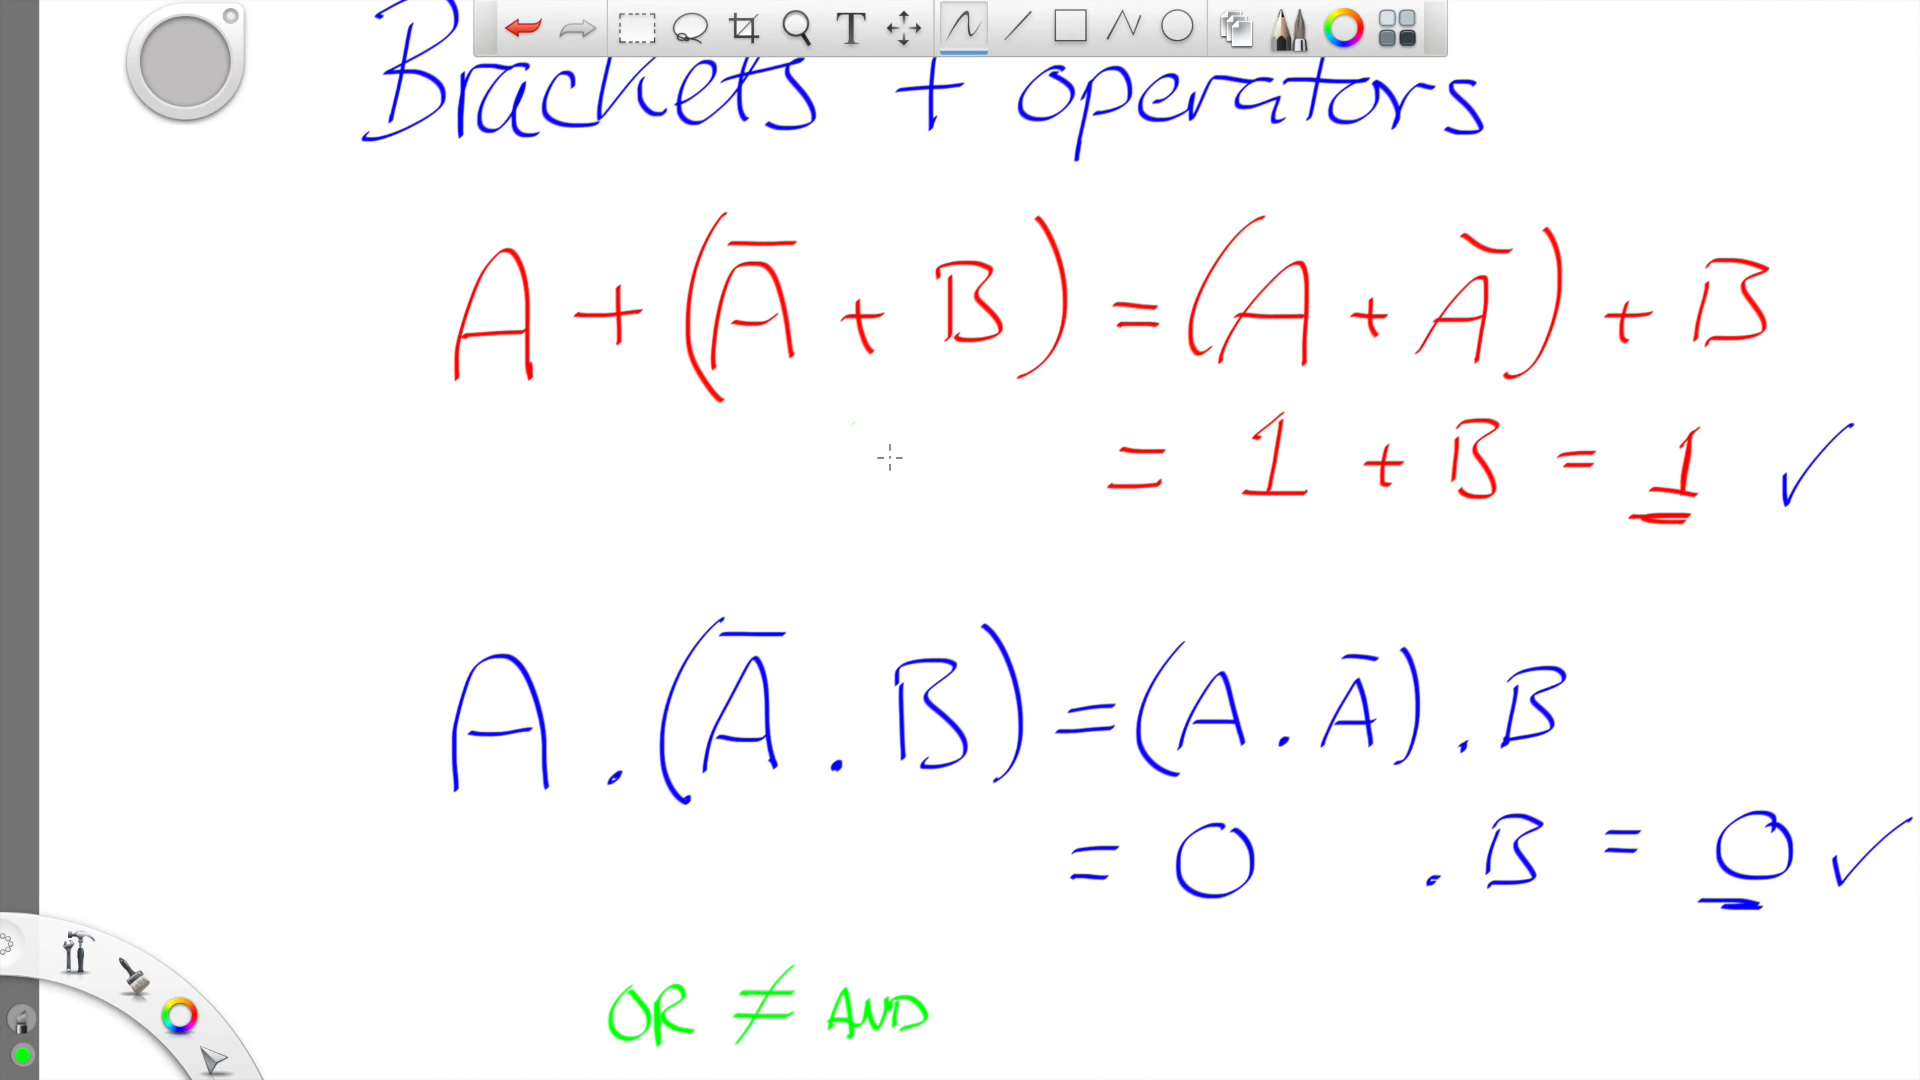 Brackets + operators
A + (A̅ + B) = (A + A̅) + B
= 1 + B = 1 ✓
A . (A̅ . B) = (A . A̅) . B
= 0 . B = 0 ✓
OR ≠ AND